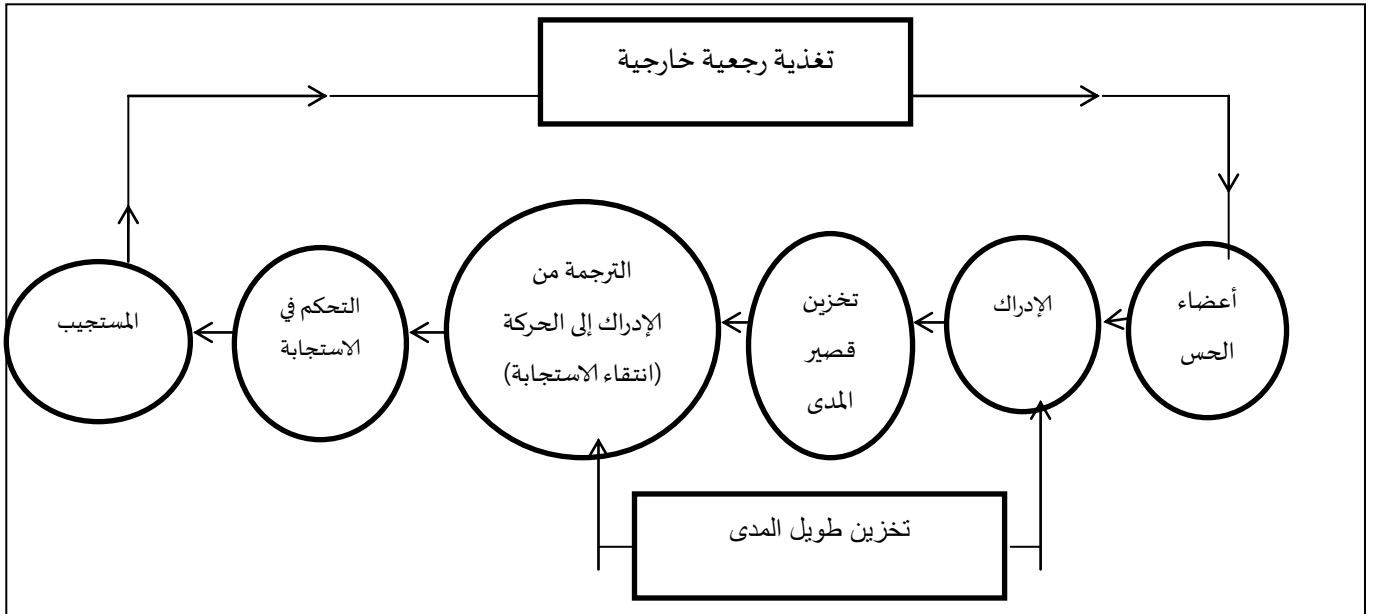 تغذية رجعية خارجية
أعضاء
الحس
الإدراك
تخزين
قصير
المدى
الترجمة من
الإدراك إلى الحركة
(انتقاء الاستجابة)
التحكم في
الاستجابة
المستجيب
تخزين طويل المدى